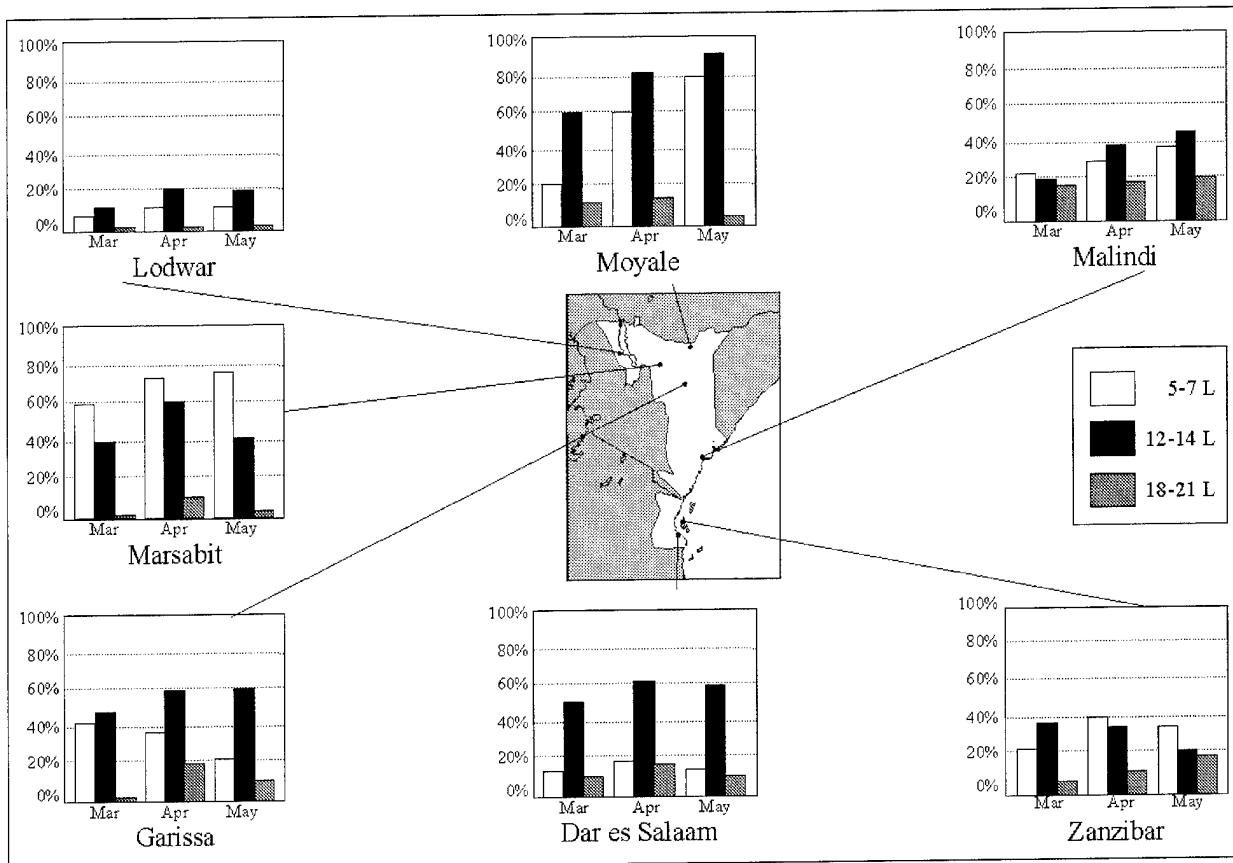 100%
80%
60%
40%
20%
0%
Mar Apr May
Lodwar
100%
80%
60%
40%
20%
0%
Mar Apr May
Moyale
100%
80%
60%
40%
20%
0%
Mar Apr May
Malindi
100%
80%
60%
40%
20%
0%
Mar Apr May
Marsabit
5-7 L
12-14 L
18-21 L
100%
80%
60%
40%
20%
0%
Mar Apr May
Garissa
100%
80%
60%
40%
20%
0%
Mar Apr May
Dar es Salaam
100%
80%
60%
40%
20%
0%
Mar Apr May
Zanzibar